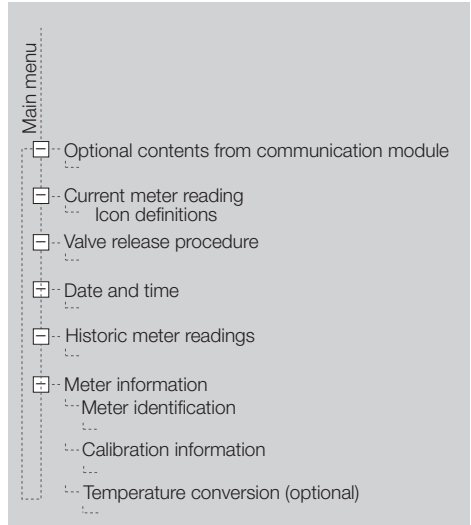 Main menu
Optional contents from communication module
Current meter reading
Icon definitions
Valve release procedure
Date and time
Historic meter readings
Meter information
Meter identification
Calibration information
Temperature conversion (optional)